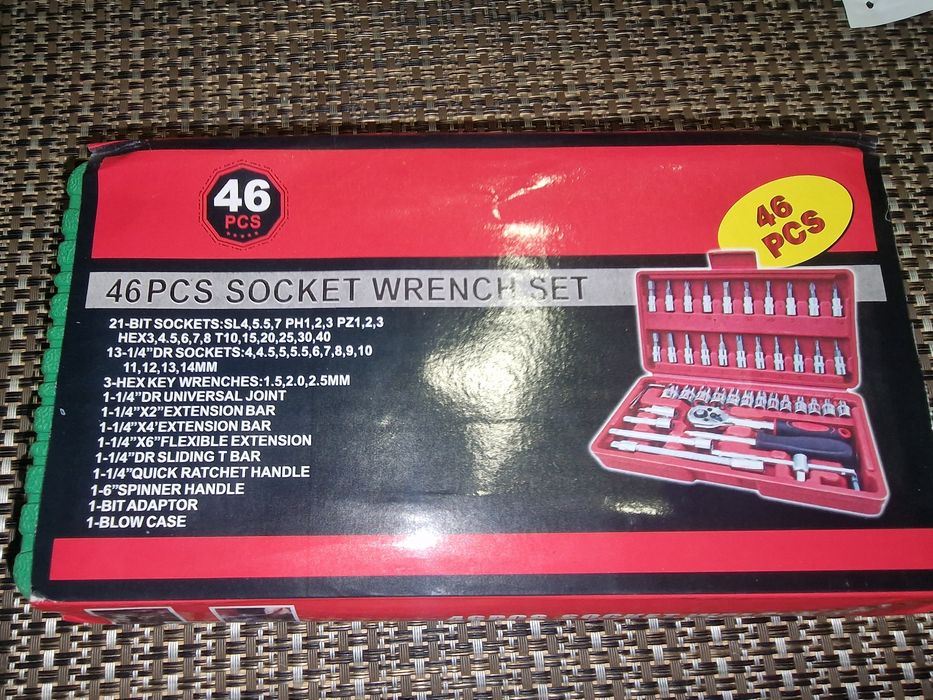 46
PCS
46
PCS
46PCS SOCKET WRENCH SET
21-BIT SOCKETS:SL4,5.5,7 PH1,2,3 PZ1,2,3
HEX3,4.5,6,7,8 T10,15,20,25,30,40
13-1/4"DR SOCKETS:4,4.5,5,5.5,6,7,8,9,10
11,12,13,14MM
3-HEX KEY WRENCHES:1.5,2.0,2.5MM
1-1/4"DR UNIVERSAL JOINT
1-1/4"X2"EXTENSION BAR
1-1/4"X4'EXTENSION BAR
1-1/4"X6"FLEXIBLE EXTENSION
1-1/4"DR SLIDING T BAR
1-1/4"QUICK RATCHET HANDLE
1-6"SPINNER HANDLE
1-BIT ADAPTOR
1-BLOW CASE